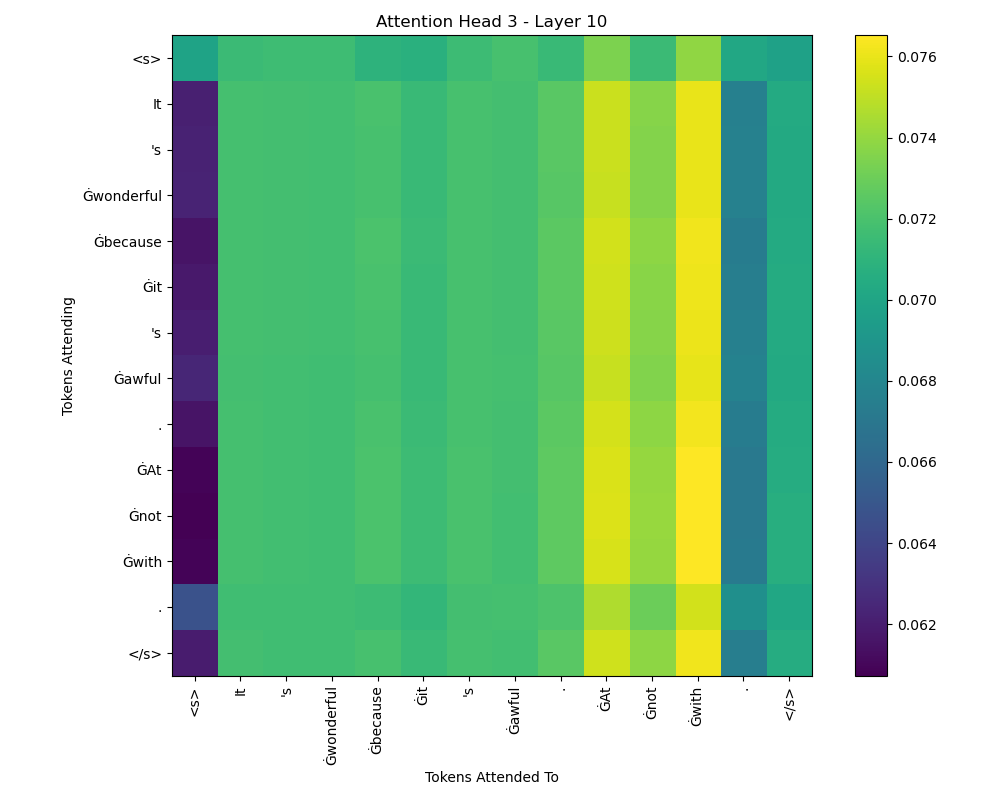 Attention Head 3 - Layer 10
<s>
It
's
Ġwonderful
Ġbecause
Ġit
's
Ġawful
.
ĠAt
Ġnot
Ġwith
.
</s>
Tokens Attending
<s>
It
's
Ġwonderful
Ġbecause
Ġit
's
Ġawful
.
ĠAt
Ġnot
Ġwith
.
</s>
Tokens Attended To
0.076
0.074
0.072
0.070
0.068
0.066
0.064
0.062